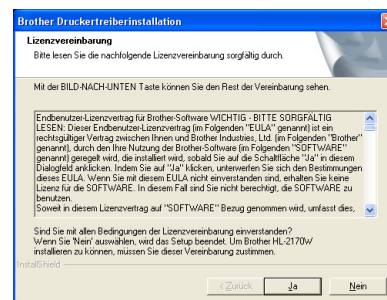 Brother Druckertreiberinstallation
Lizenzvereinbarung
Bitte lesen Sie die nachfolgende Lizenzvereinbarung sorgfältig durch.
Mit der BILD-NACH-UNTEN Taste können Sie den Rest der Vereinbarung sehen.
Endbenutzer-Lizenzvertrag für Brother-Software WICHTIG - BITTE SORGFÄLTIG
LESEN: Dieser Endbenutzer-Lizenzvertrag (im Folgenden "EULA" genannt) ist ein
rechtsgültiger Vertrag zwischen Ihnen und Brother Industries, Ltd. (im Folgenden "Brother"
genannt), durch den Ihre Nutzung der Brother-Software (im Folgenden "SOFTWARE"
genannt) geregelt wird, die installiert wird, sobald Sie auf die Schaltfläche "Ja" in diesem
Dialogfeld anklicken. Indem Sie auf "Ja" klicken, unterwerfen Sie sich den Bestimmungen
dieses EULA. Wenn Sie mit diesem EULA nicht einverstanden sind, erhalten Sie keine
Lizenz für die SOFTWARE. In diesem Fall sind Sie nicht berechtigt, die SOFTWARE zu
benutzen.
Soweit in diesem Lizenzvertrag auf "SOFTWARE" Bezug genommen wird, umfasst dies,
Sind Sie mit allen Bedingungen der Lizenzvereinbarung einverstanden?
Wenn Sie 'Nein' auswählen, wird das Setup beendet. Um Brother HL-2170W
installieren zu können, müssen Sie dieser Vereinbarung zustimmen.
InstallShield
< Zurück Ja Nein